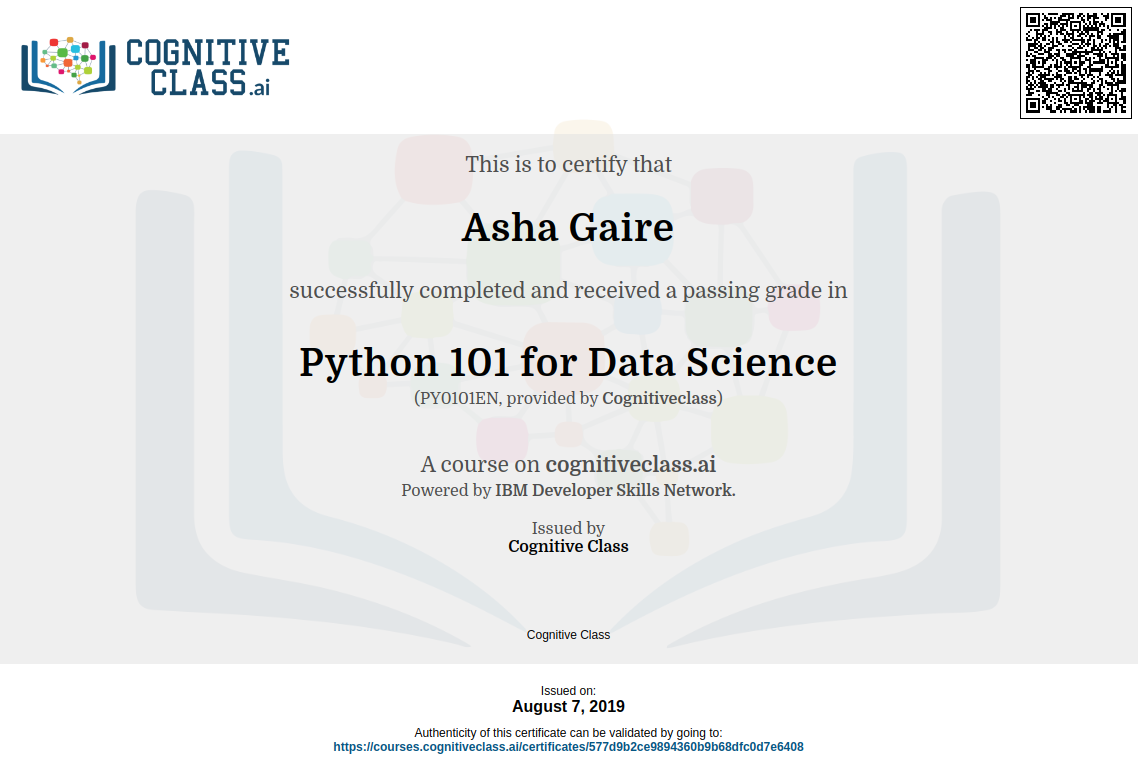 COGNITIVE
CLASS.ai
This is to certify that
Asha Gaire
successfully completed and received a passing grade in
Python 101 for Data Science
(PY0101EN, provided by Cognitiveclass)
A course on cognitiveclass.ai
Powered by IBM Developer Skills Network.
Issued by
Cognitive Class
Cognitive Class
Issued on:
August 7, 2019
Authenticity of this certificate can be validated by going to:
https://courses.cognitiveclass.ai/certificates/577d9b2ce9894360b9b68dfc0d7e6408